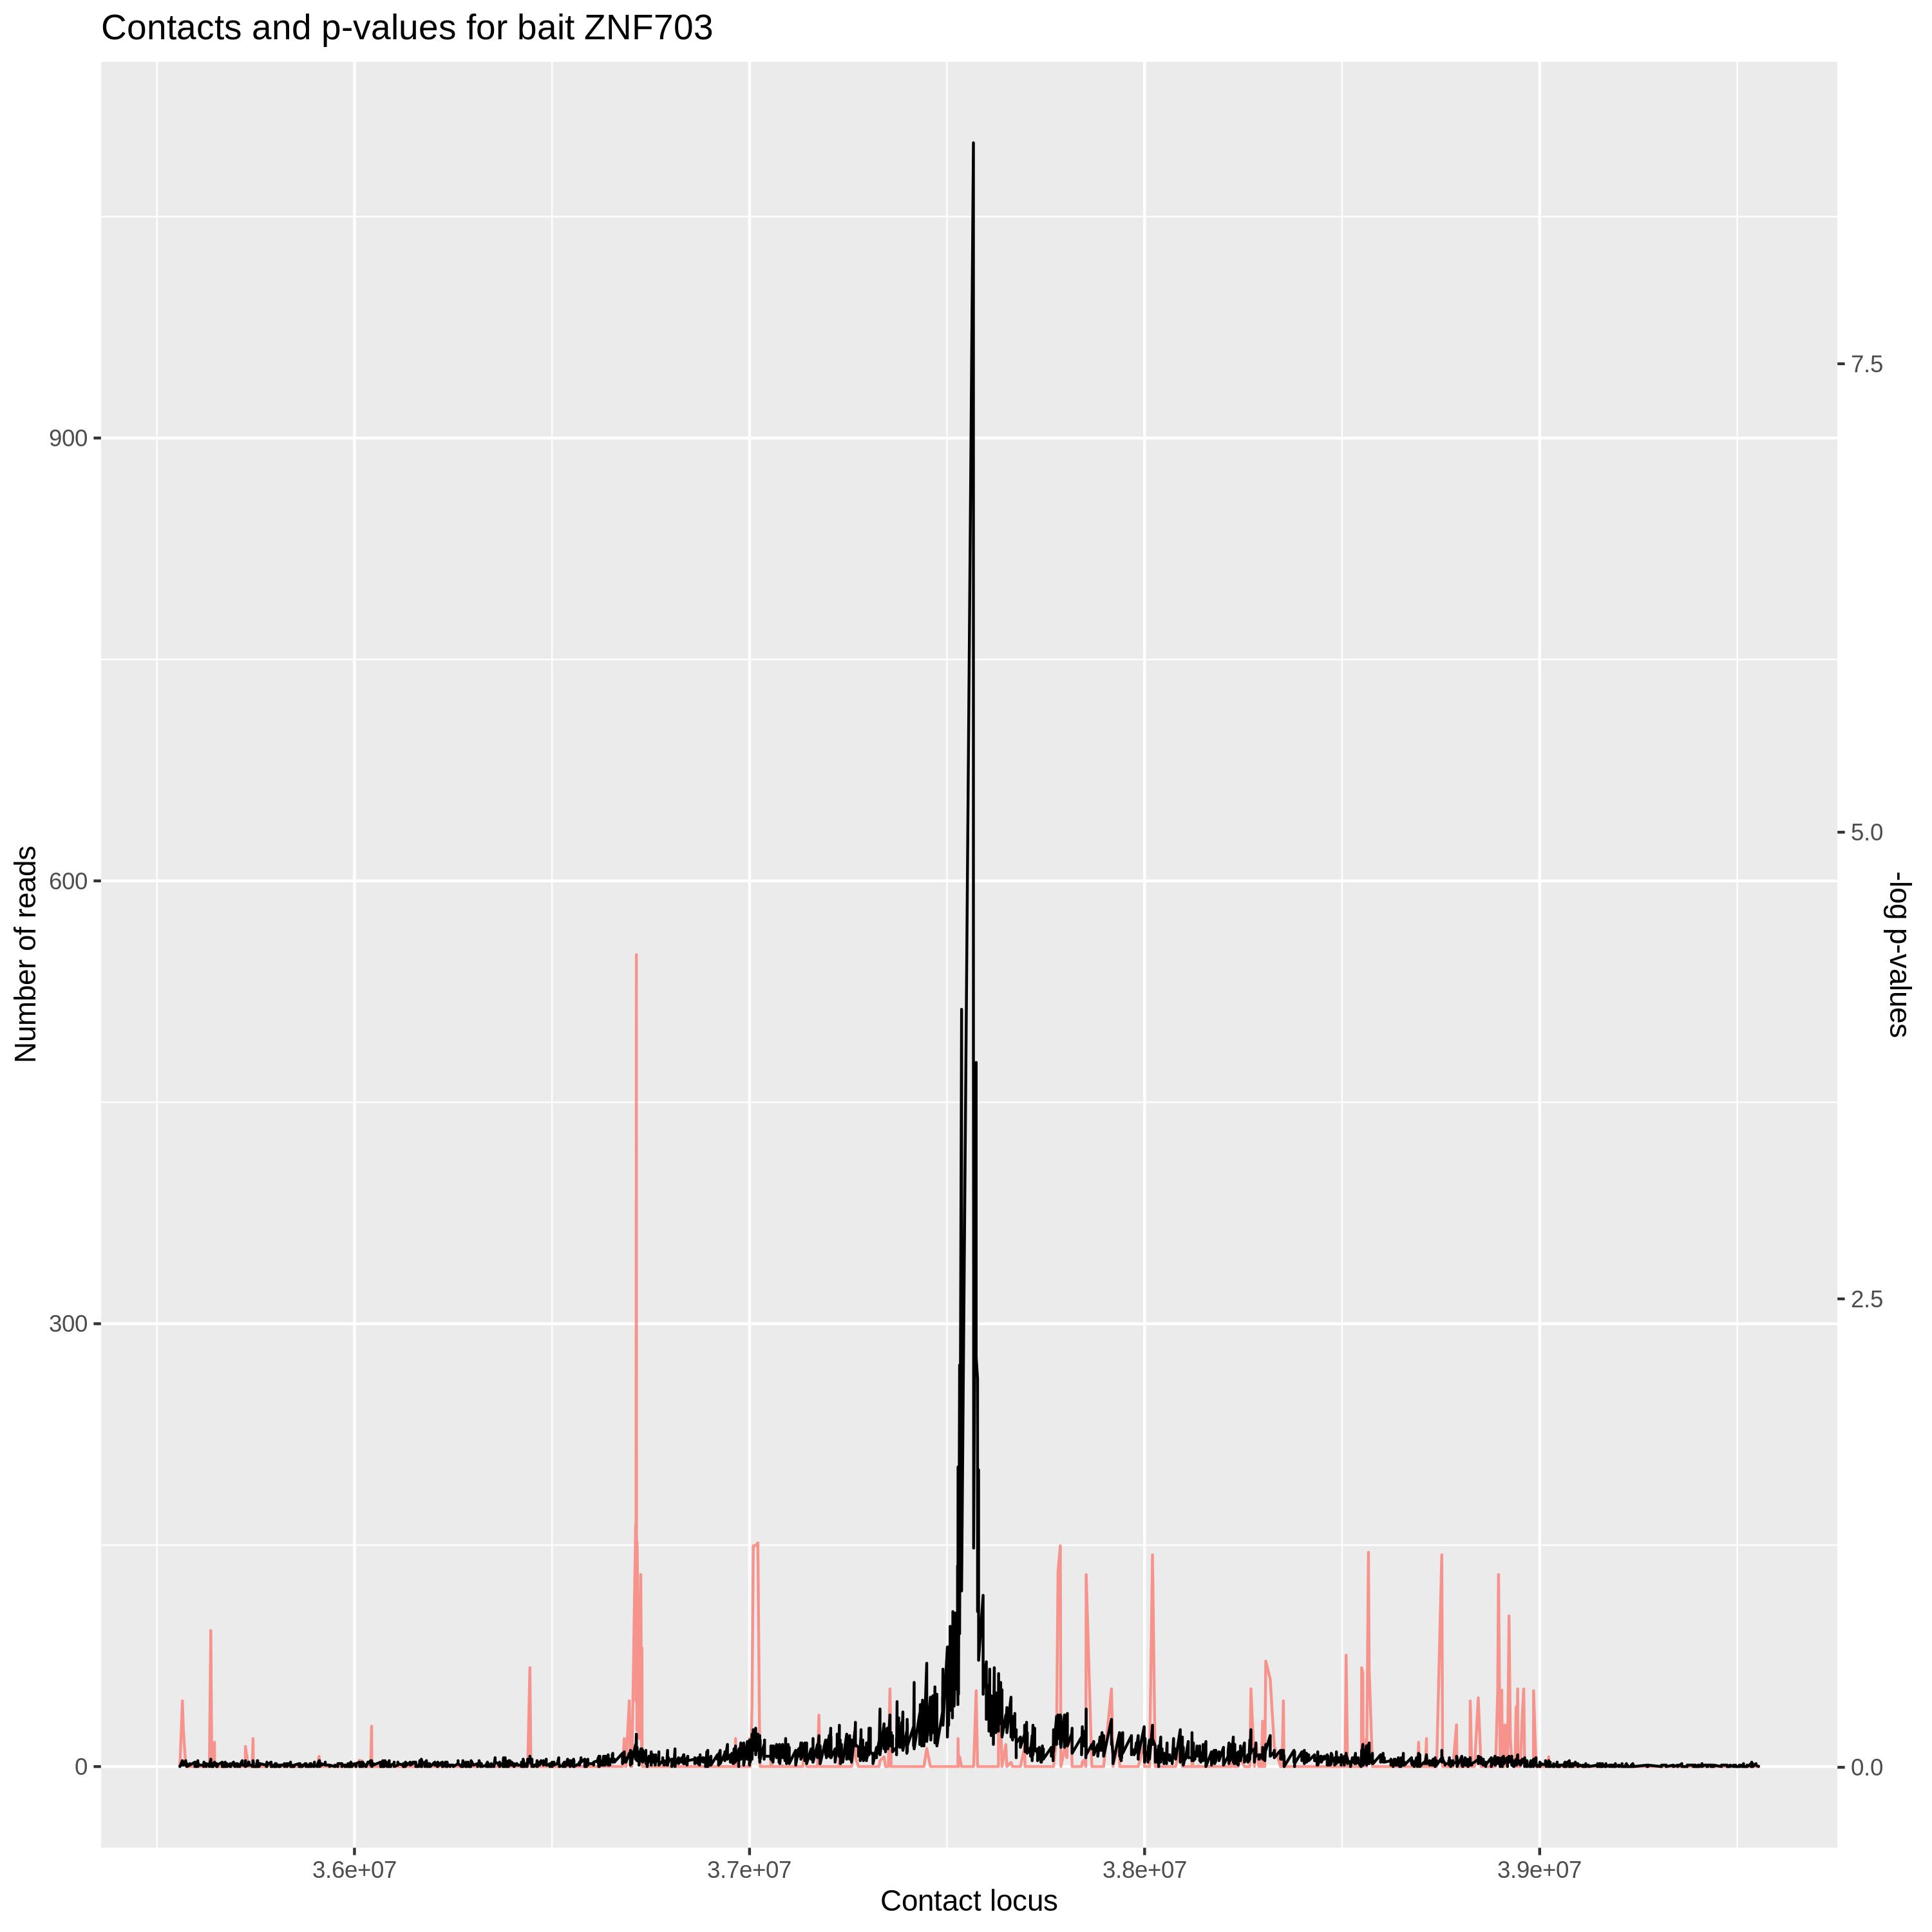 Contacts and p-values for bait ZNF703
Number of reads
900
600
300
0
7.5
5.0
2.5
0.0
-log p-values
3.6e+07
3.7e+07
3.8e+07
3.9e+07
Contact locus